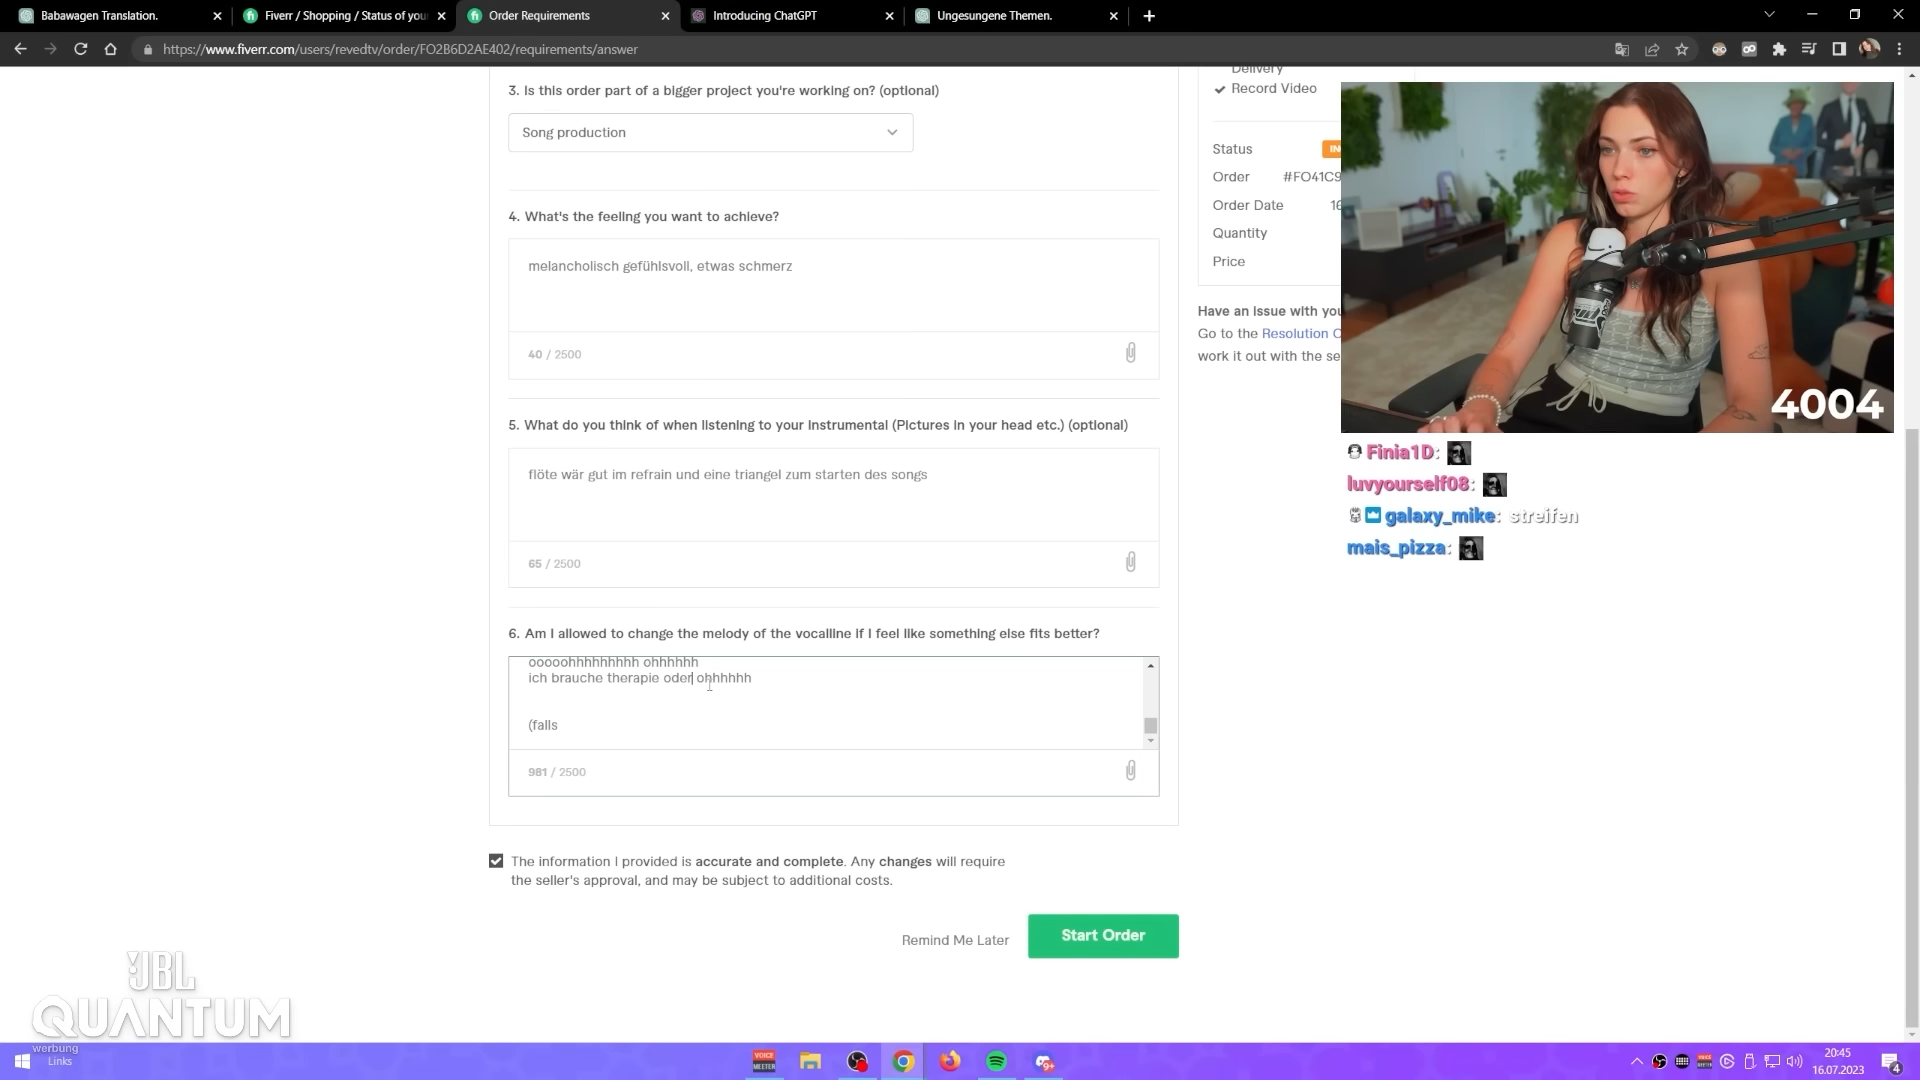 Babawagen Translation.
Fiverr / Shopping / Status of your
Order Requirements
Introducing ChatGPT
Ungesungene Themen.
https://www.fiverr.com/users/revedtv/order/FO2B6D2AE402/requirements/answer
3. Is this order part of a bigger project you're working on? (optional)
Song production
4. What's the feeling you want to achieve?
melancholisch gefühlsvoll, etwas schmerz
40 / 2500
5. What do you think of when listening to your instrumental (Pictures in your head etc.) (optional)
flöte wär gut im refrain und eine triangel zum starten des songs
65 / 2500
6. Am I allowed to change the melody of the vocalline if I feel like something else fits better?
ooooohhhhhhhhh ohhhhhh
ich brauche therapie oder ohhhhhh
(falls
981 / 2500
The information I provided is accurate and complete. Any changes will require
the seller's approval, and may be subject to additional costs.
Remind Me Later
Start Order
Delivery
Record Video
Status
IN
Order #FO41C9
Order Date 16
Quantity
Price
Have an issue with you
Go to the Resolution C
work it out with the se
4004
Finia1D:
luvyourself08:
galaxy_mike: streifen
mais_pizza:
JBL
QUANTUM
werbung
Links
VOICE
MEETER
20:45
16.07.2023
4